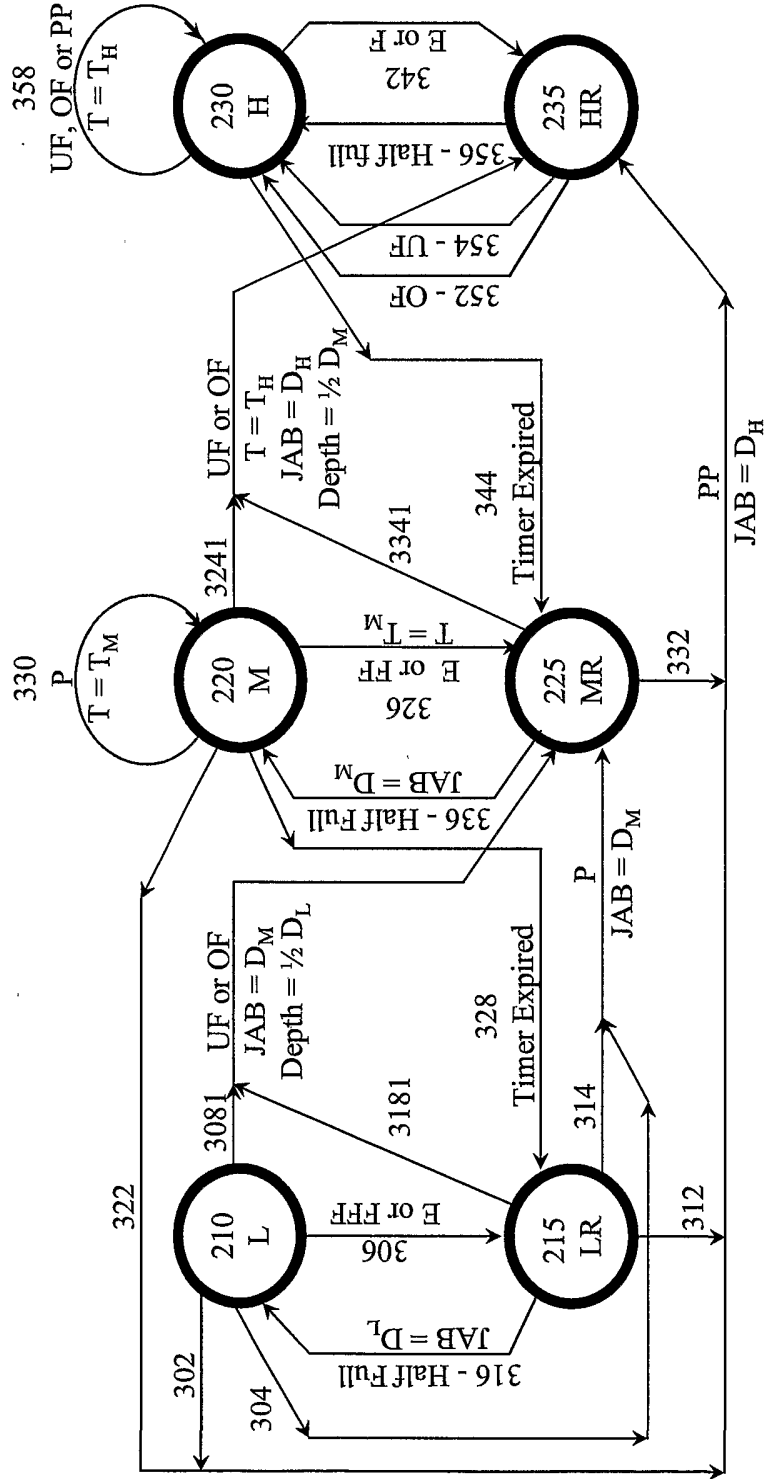 358
UF, OF or PP
T = T_H
230
H
E or F
342
356 - Half full
354 - UF
352 - OF
235
HR
UF or OF
T = T_H
JAB = D_H
Depth = ½ D_M
3241
3341
344
Timer Expired
PP
JAB = D_H
330
P
T = T_M
220
M
T = T_M
E or FF
326
JAB = D_M
336 - Half Full
225
MR
332
UF or OF
JAB = D_M
Depth = ½ D_L
3081
3181
328
Timer Expired
P
JAB = D_M
314
322
210
L
E or FFF
306
215
LR
312
JAB = D_L
316 - Half Full
302
304